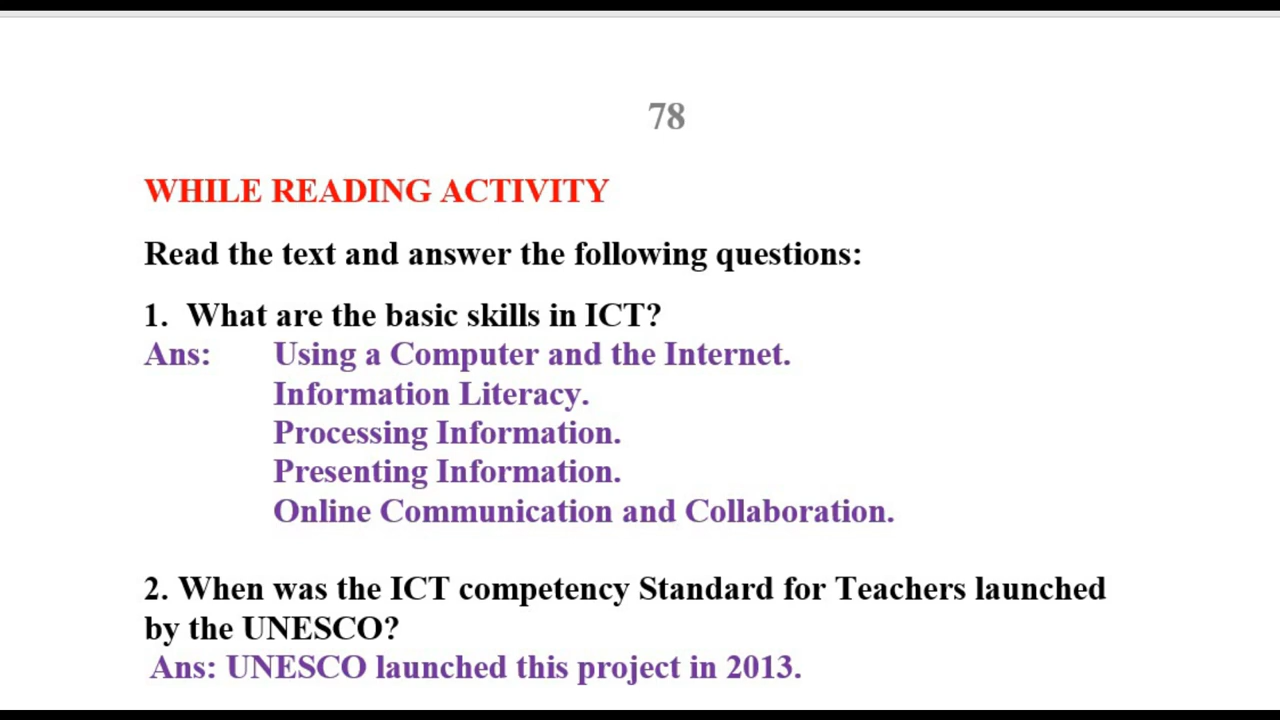 78
WHILE READING ACTIVITY
Read the text and answer the following questions:
1. What are the basic skills in ICT?
Ans: Using a Computer and the Internet.
Information Literacy.
Processing Information.
Presenting Information.
Online Communication and Collaboration.
2. When was the ICT competency Standard for Teachers launched
by the UNESCO?
Ans: UNESCO launched this project in 2013.